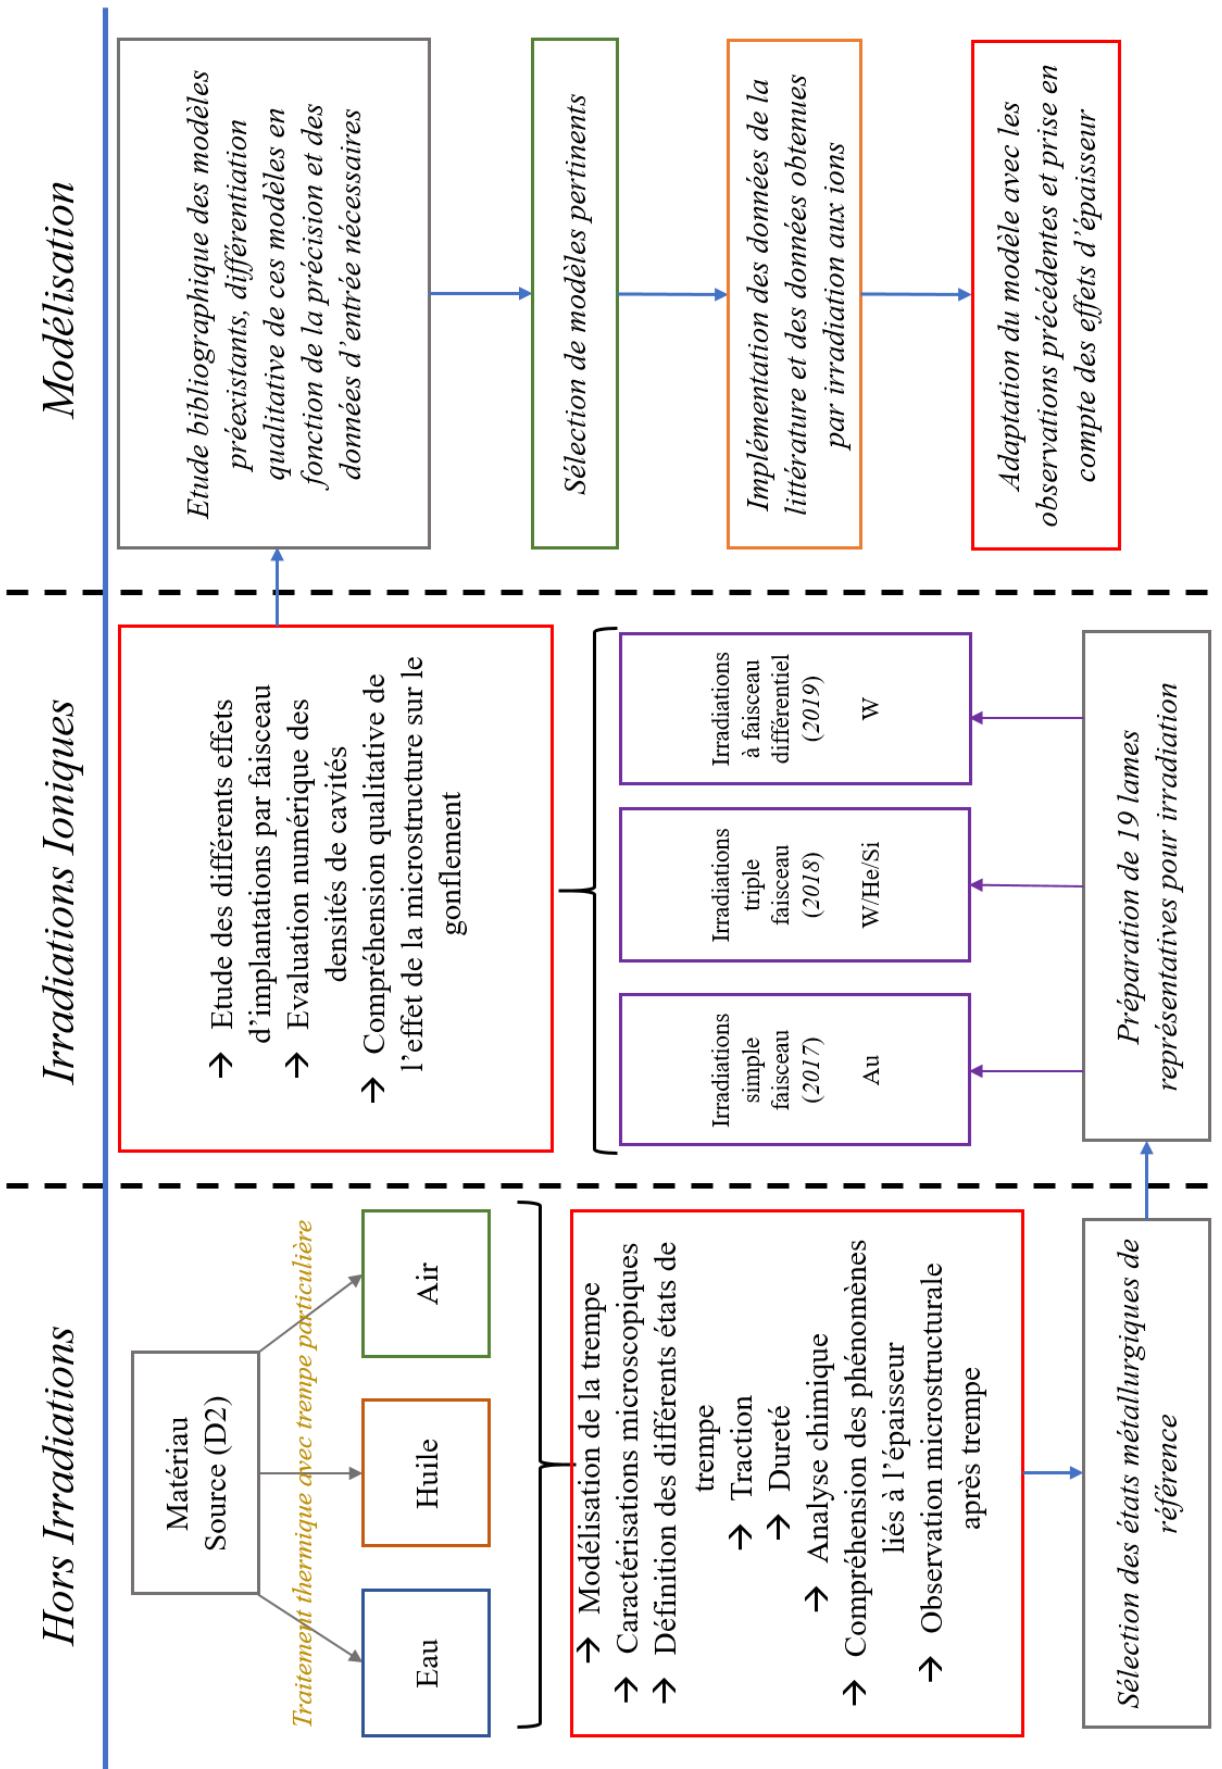 Hors Irradiations
Matériau
Source (D2)
Traitement thermique avec trempe particulière
Eau
Huile
Air
→ Modélisation de la trempe
→ Caractérisations microscopiques
→ Définition des différents états de
trempe
→ Traction
→ Dureté
→ Analyse chimique
→ Compréhension des phénomènes
liés à l'épaisseur
→ Observation microstructurale
après trempe
Sélection des états métallurgiques de
référence
Irradiations Ioniques
→ Etude des différents effets
d'implantations par faisceau
→ Evaluation numérique des
densités de cavités
→ Compréhension qualitative de
l'effet de la microstructure sur le
gonflement
Irradiations
simple
faisceau
(2017)
Au
Irradiations
triple
faisceau
(2018)
W/He/Si
Irradiations
à faisceau
différentiel
(2019)
W
Préparation de 19 lames
représentatives pour irradiation
Modélisation
Etude bibliographique des modèles
préexistants, différentiation
qualitative de ces modèles en
fonction de la précision et des
données d'entrée nécessaires
Sélection de modèles pertinents
Implémentation des données de la
littérature et des données obtenues
par irradiation aux ions
Adaptation du modèle avec les
observations précédentes et prise en
compte des effets d'épaisseur